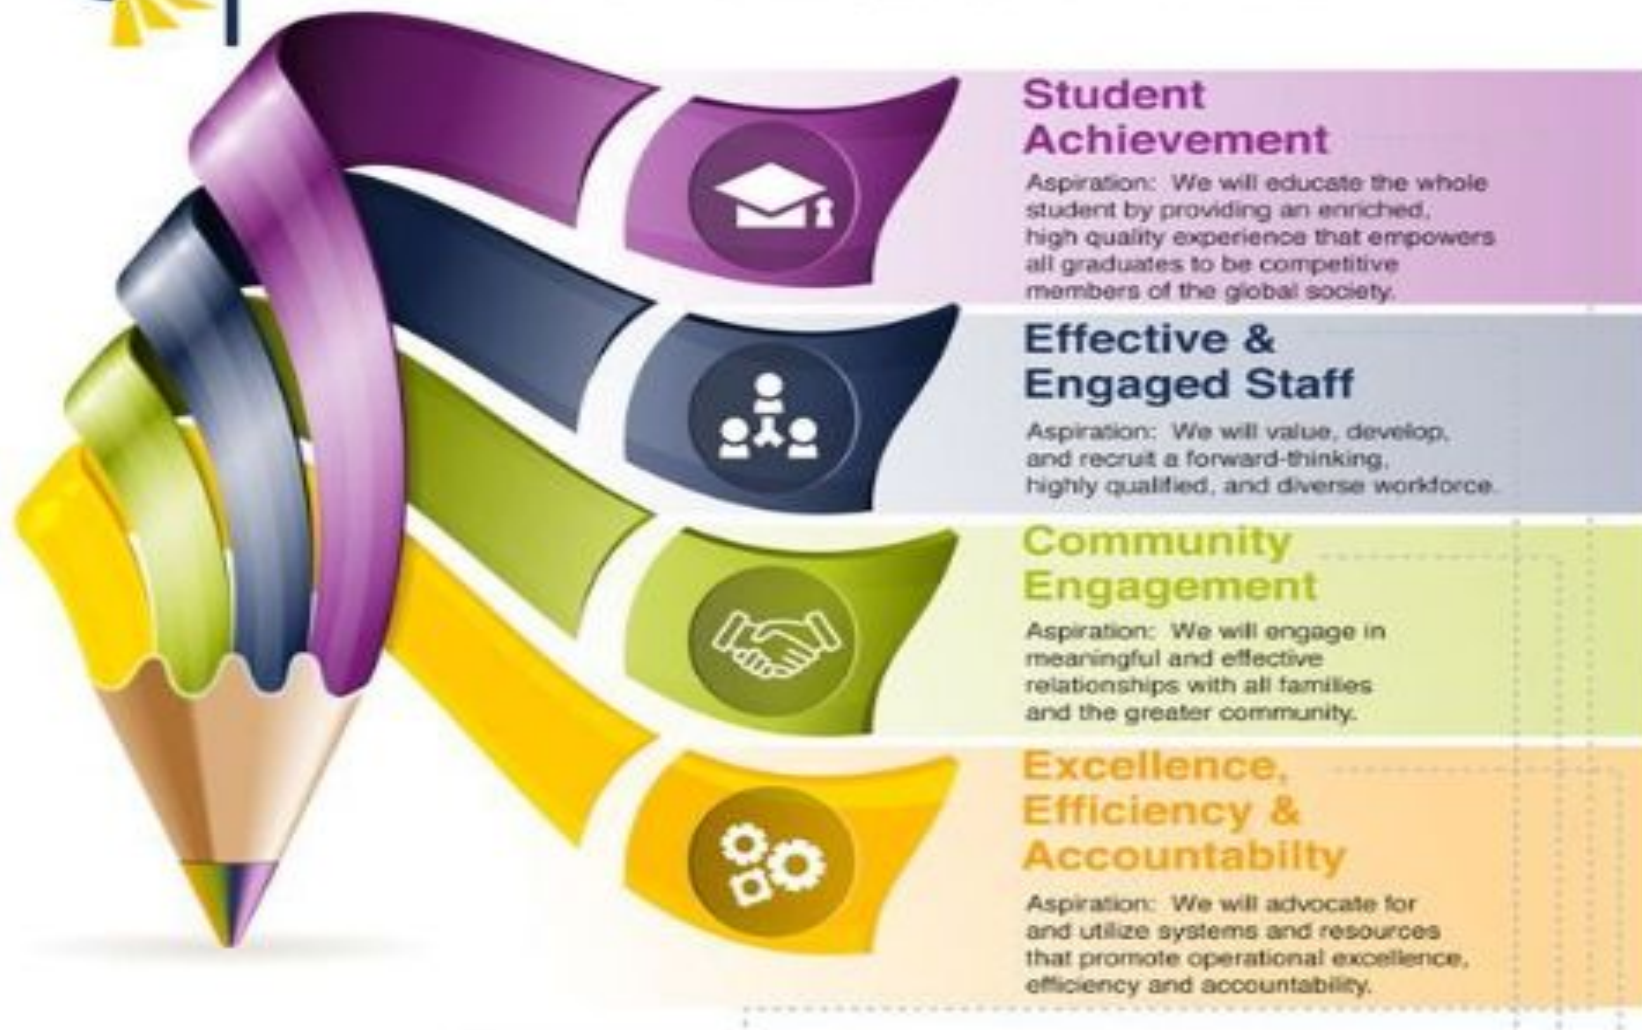 Student
Achievement
Aspiration: We will educate the whole
student by providing an enriched,
high quality experience that empowers
all graduates to be competitive
members of the global society.
Effective &
Engaged Staff
Aspiration: We will value, develop,
and recruit a forward-thinking,
highly qualified, and diverse workforce.
Community
Engagement
Aspiration: We will engage in
meaningful and effective
relationships with all families
and the greater community.
Excellence,
Efficiency &
Accountabilty
Aspiration: We will advocate for
and utilize systems and resources
that promote operational excellence,
efficiency and accountability.